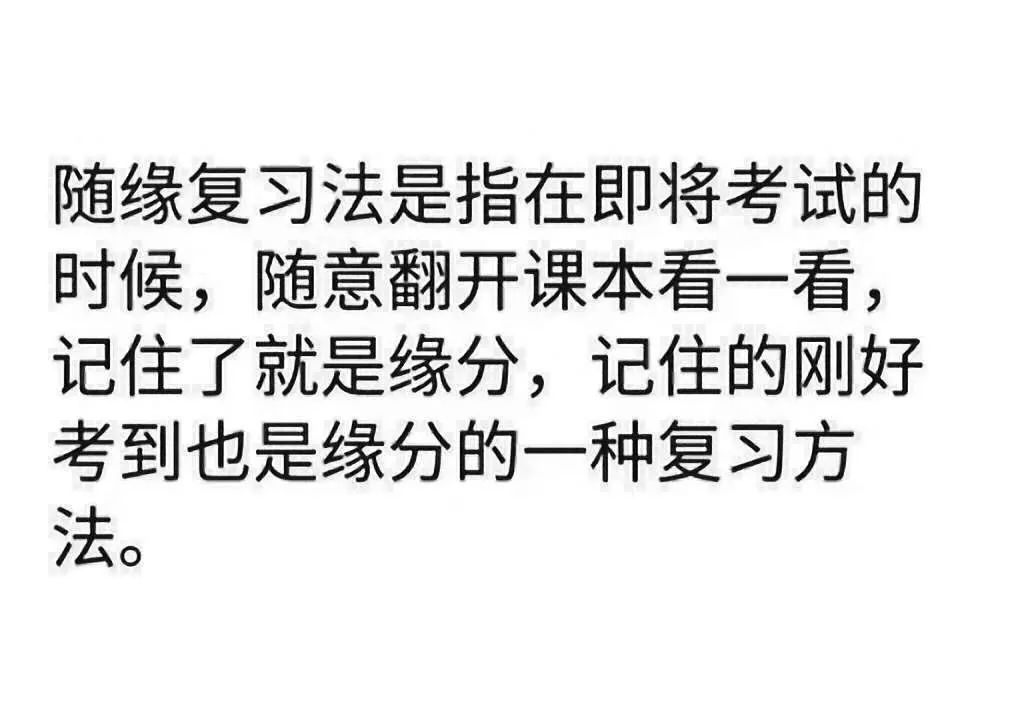 随缘复习法是指在即将考试的
时候，随意翻开课本看一看，
记住了就是缘分，记住的刚好
考到也是缘分的一种复习方
法。